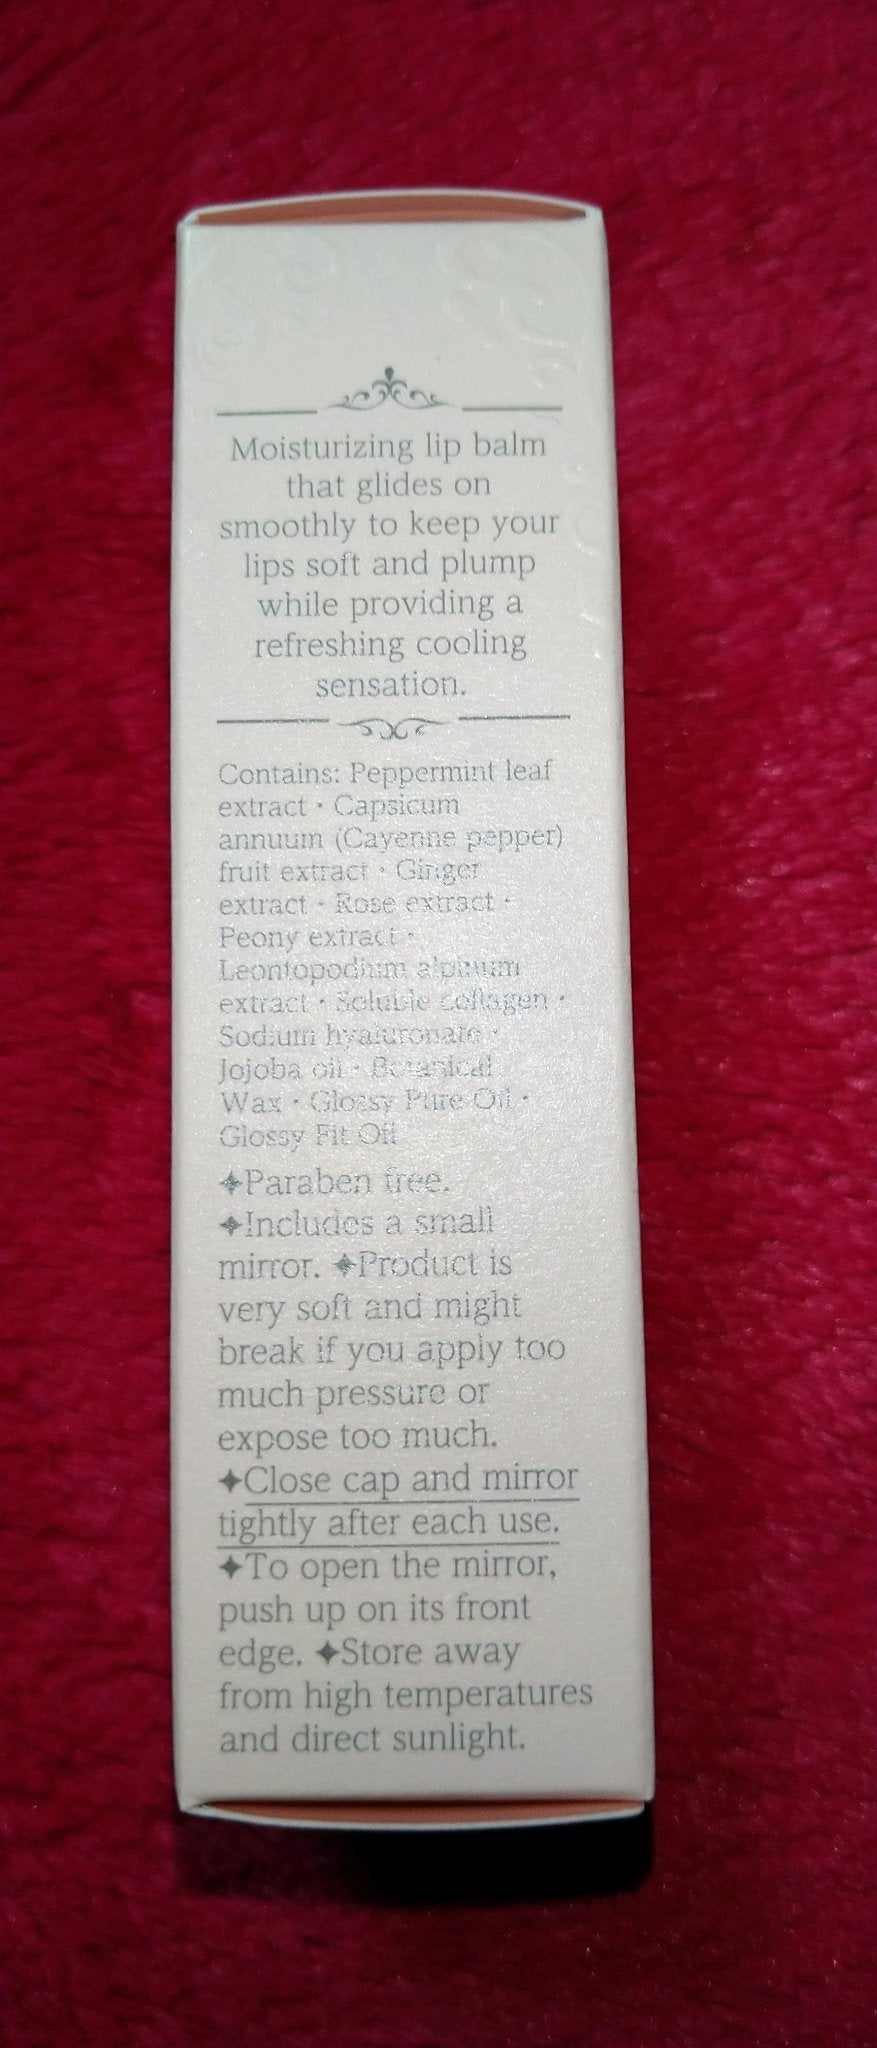 Moisturizing lip balm
that glides on
smoothly to keep your
lips soft and plump
while providing a
refreshing cooling
sensation.
Contains: Peppermint leaf
extract · Capsicum
annuum (Cayenne pepper)
fruit extract · Ginger
extract · Rose extract ·
Peony extract ·
Leontopodium alpinum
extract · Soluble collagen ·
Sodium hyaluronate ·
Jojoba oil · Botanical
Wax · Glossy Pure Oil ·
Glossy Fit Oil
✦Paraben free.
✦Includes a small
mirror. ✦Product is
very soft and might
break if you apply too
much pressure or
expose too much.
✦Close cap and mirror
tightly after each use.
✦To open the mirror,
push up on its front
edge. ✦Store away
from high temperatures
and direct sunlight.